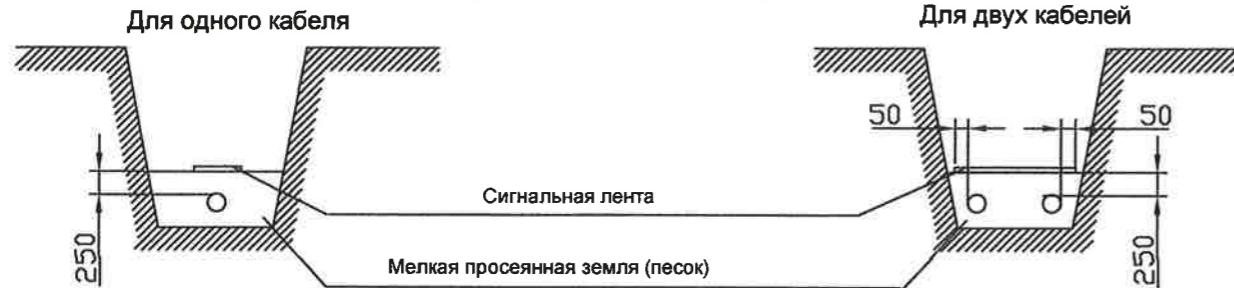 Для одного кабеля
Для двух кабелей
50
50
Сигнальная лента
250
250
Мелкая просеянная земля (песок)